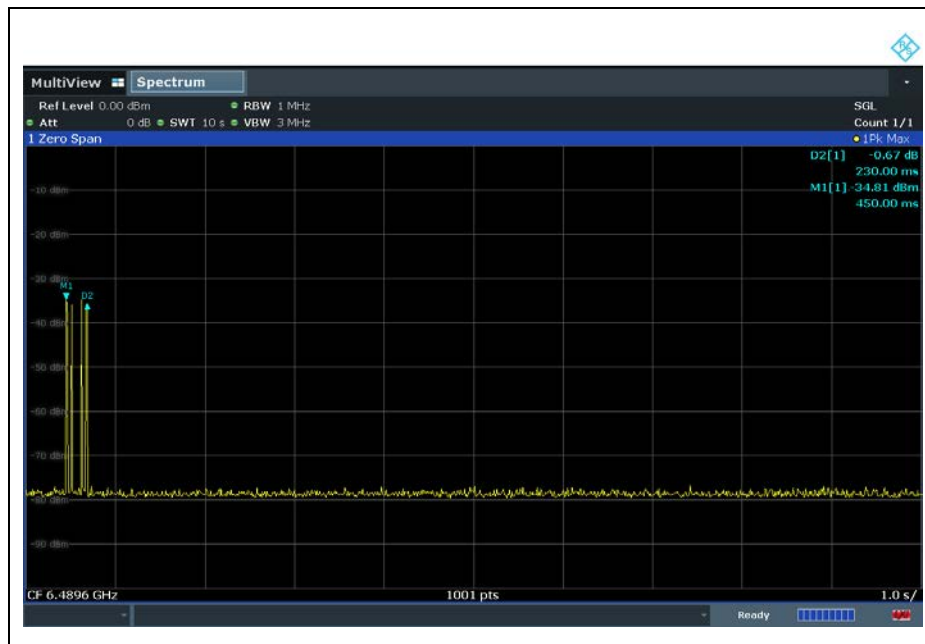 R S
MultiView Spectrum
Ref Level 0.00 dBm RBW 1 MHz SGL
Att 0 dB SWT 10 s VBW 3 MHz Count 1/1
1 Zero Span 1Pk Max
D2[1] -0.67 dB
230.00 ms
M1[1] -34.81 dBm
450.00 ms
-10 dBm
-20 dBm
-30 dBm
M1
D2
-40 dBm
-50 dBm
-60 dBm
-70 dBm
-80 dBm
-90 dBm
CF 6.4896 GHz 1001 pts 1.0 s/
Ready